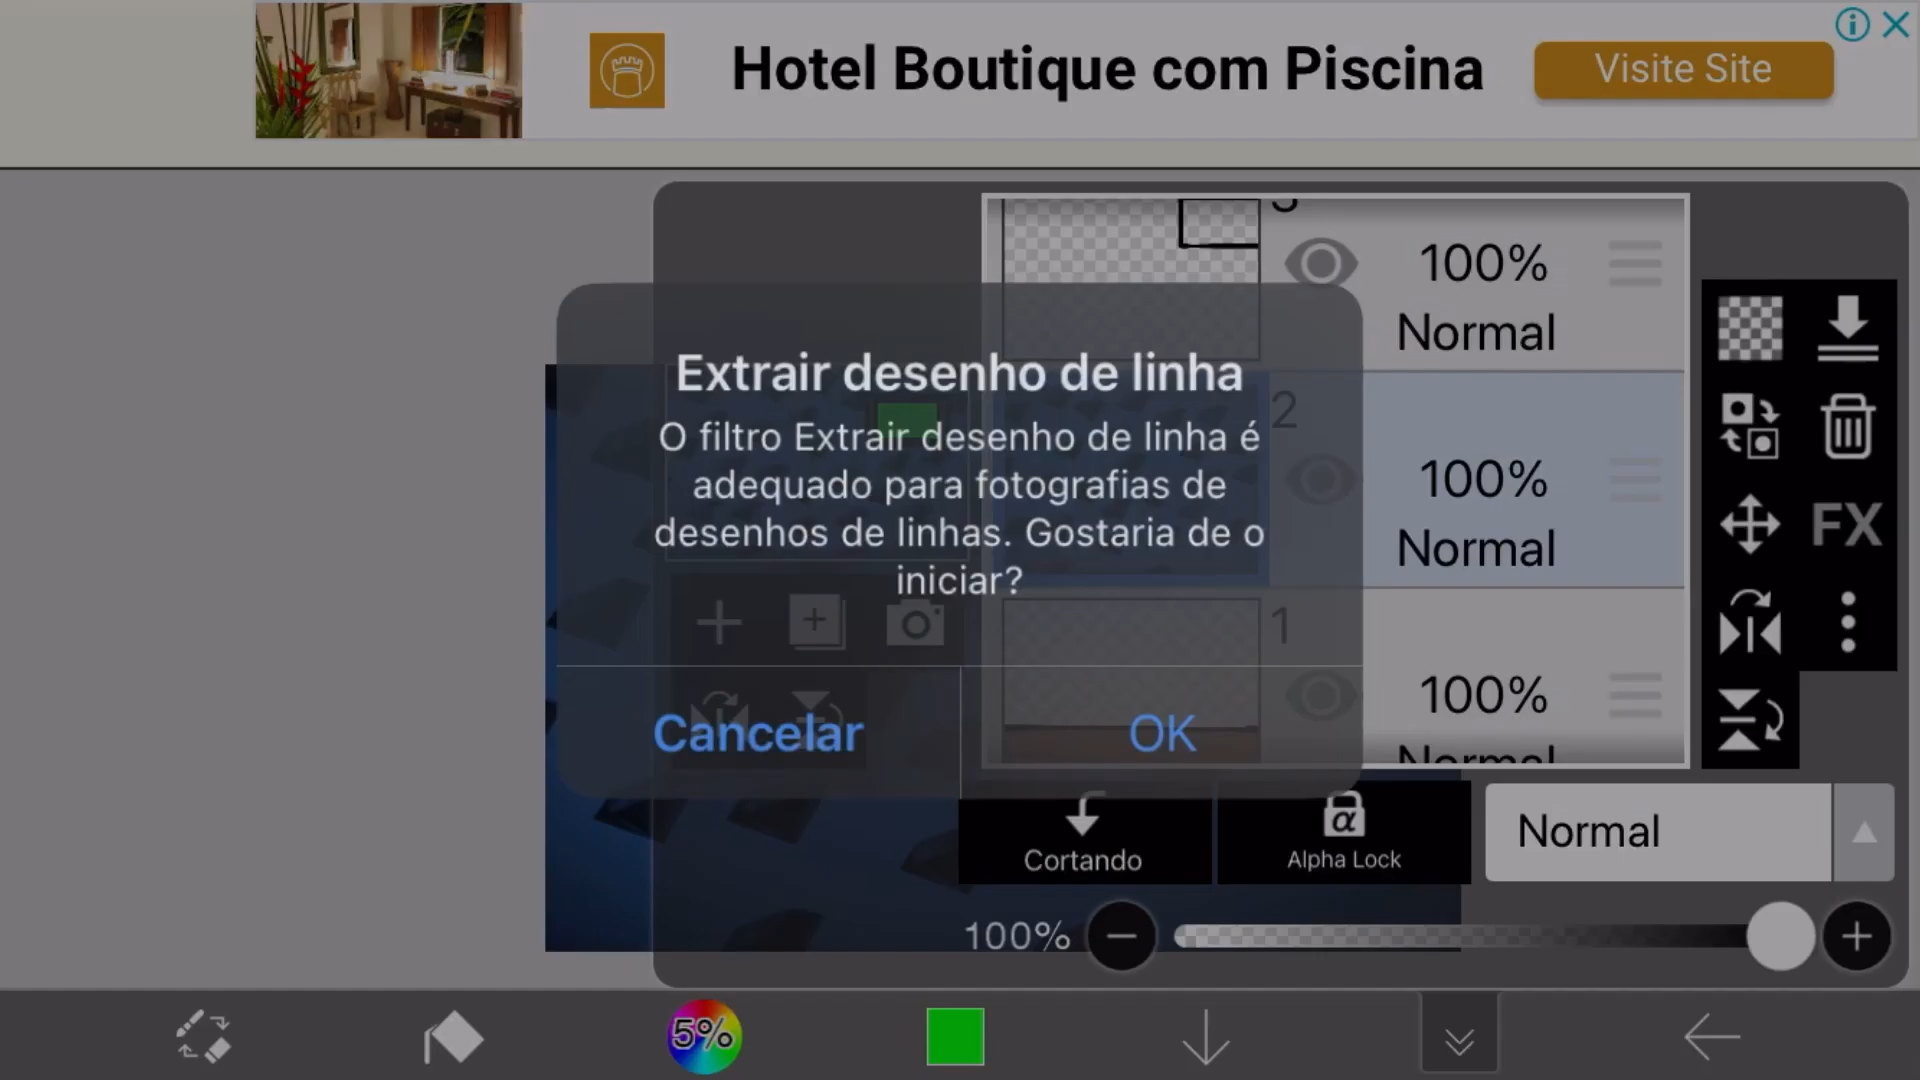 Hotel Boutique com Piscina
Visite Site
100%
Normal
Extrair desenho de linha
O filtro Extrair desenho de linha é
adequado para fotografias de
desenhos de linhas. Gostaria de o
iniciar?
Cancelar
OK
2
100%
Normal
1
100%
Normal
FX
Cortando
α
Alpha Lock
Normal
100%
5%